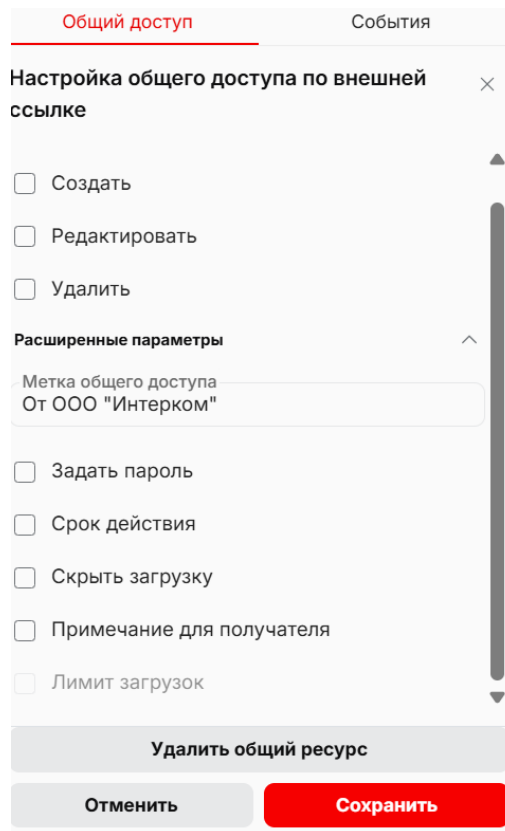 Общий доступ
События
Настройка общего доступа по внешней
ссылке
Создать
Редактировать
Удалить
Расширенные параметры
Метка общего доступа
От ООО "Интерком"
Задать пароль
Срок действия
Скрыть загрузку
Примечание для получателя
Лимит загрузок
Удалить общий ресурс
Отменить
Сохранить